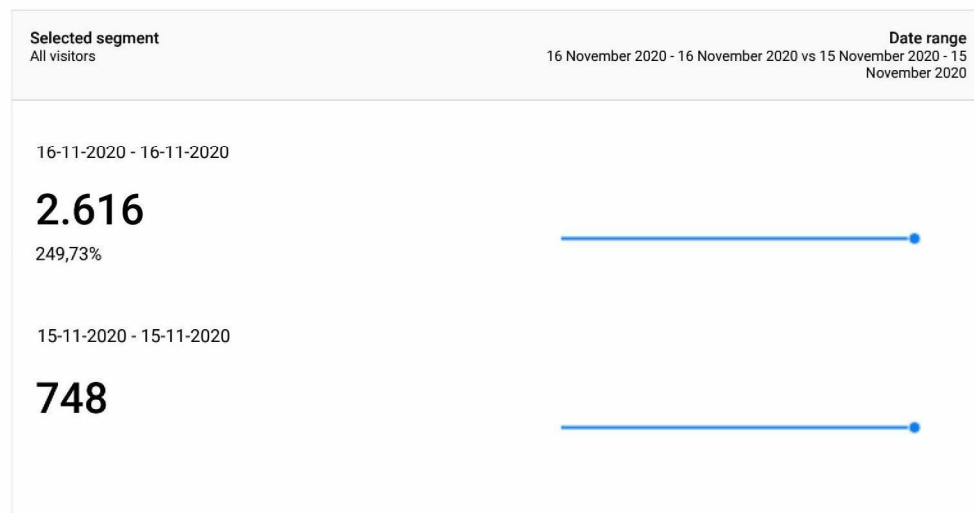 Selected segment
All visitors
Date range
16 November 2020 - 16 November 2020 vs 15 November 2020 - 15
November 2020
16-11-2020 - 16-11-2020
2.616
249,73%
15-11-2020 - 15-11-2020
748